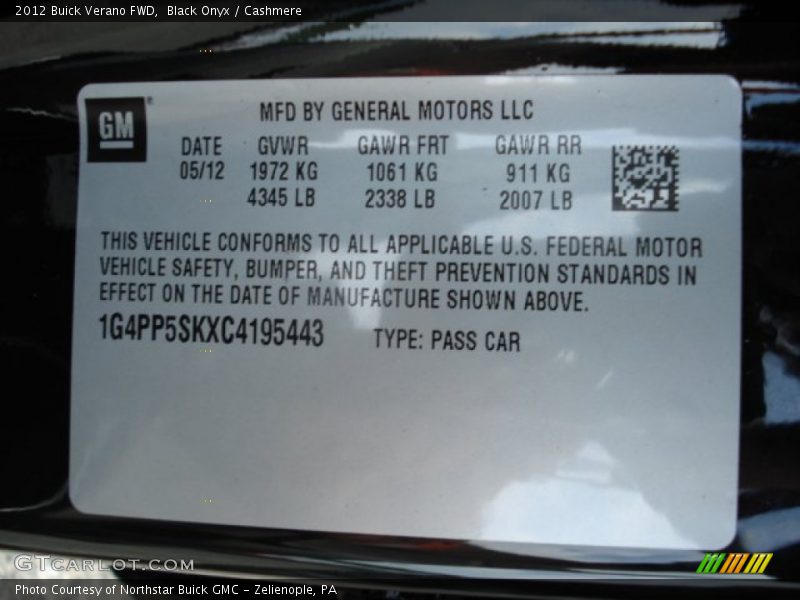 2012 Buick Verano FWD,  Black Onyx / Cashmere
GM
MFD BY GENERAL MOTORS LLC
DATE GVWR GAWR FRT GAWR RR
05/12 1972 KG 1061 KG 911 KG
4345 LB 2338 LB 2007 LB
THIS VEHICLE CONFORMS TO ALL APPLICABLE U.S. FEDERAL MOTOR
VEHICLE SAFETY, BUMPER, AND THEFT PREVENTION STANDARDS IN
EFFECT ON THE DATE OF MANUFACTURE SHOWN ABOVE.
1G4PP5SKXC4195443 TYPE: PASS CAR
GTCARLOT.COM
Photo Courtesy of Northstar Buick GMC - Zelienople, PA